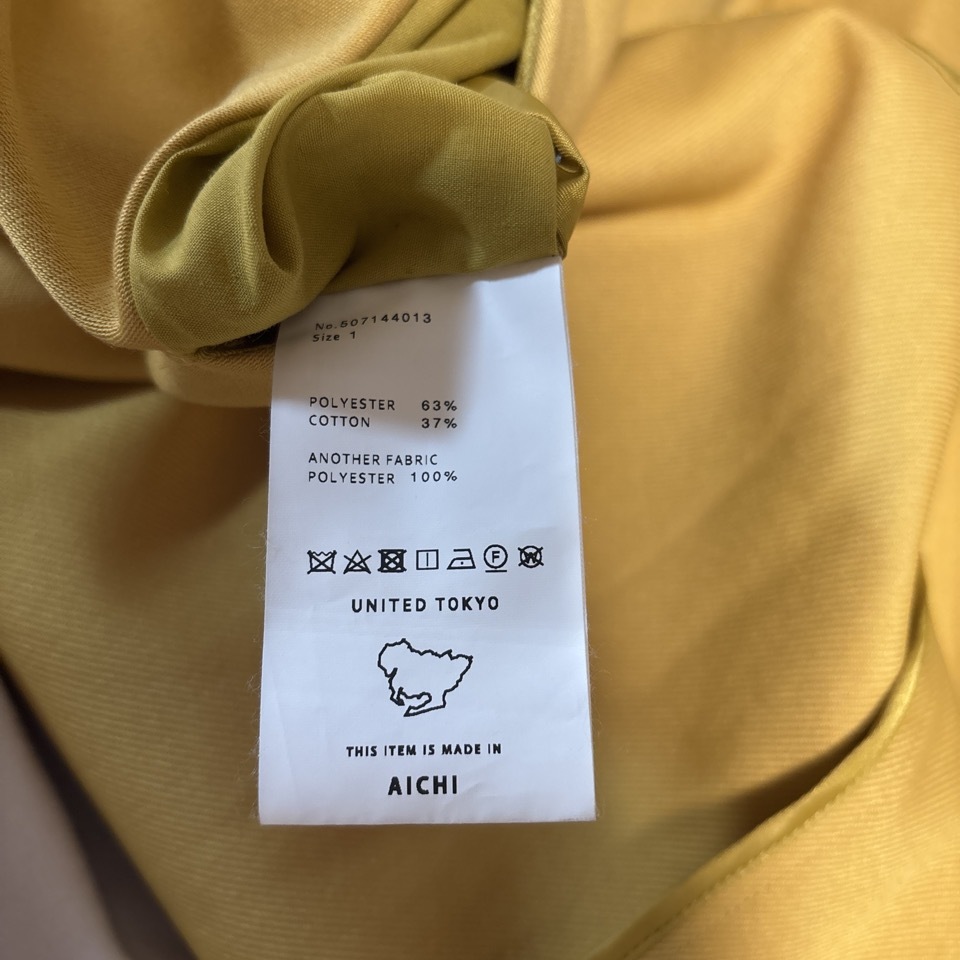 No.507144013
Size 1
POLYESTER 63%
COTTON 37%
ANOTHER FABRIC
POLYESTER 100%
F W
UNITED TOKYO
THIS ITEM IS MADE IN
AICHI